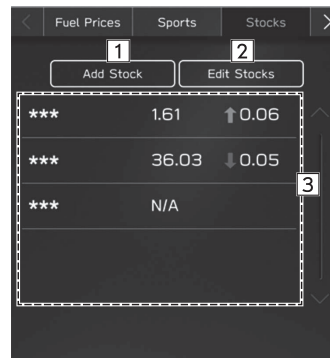 Fuel Prices Sports Stocks
1 2
Add Stock Edit Stocks
*** 1.61 ↑0.06
*** 36.03 ↓0.05
3
*** N/A